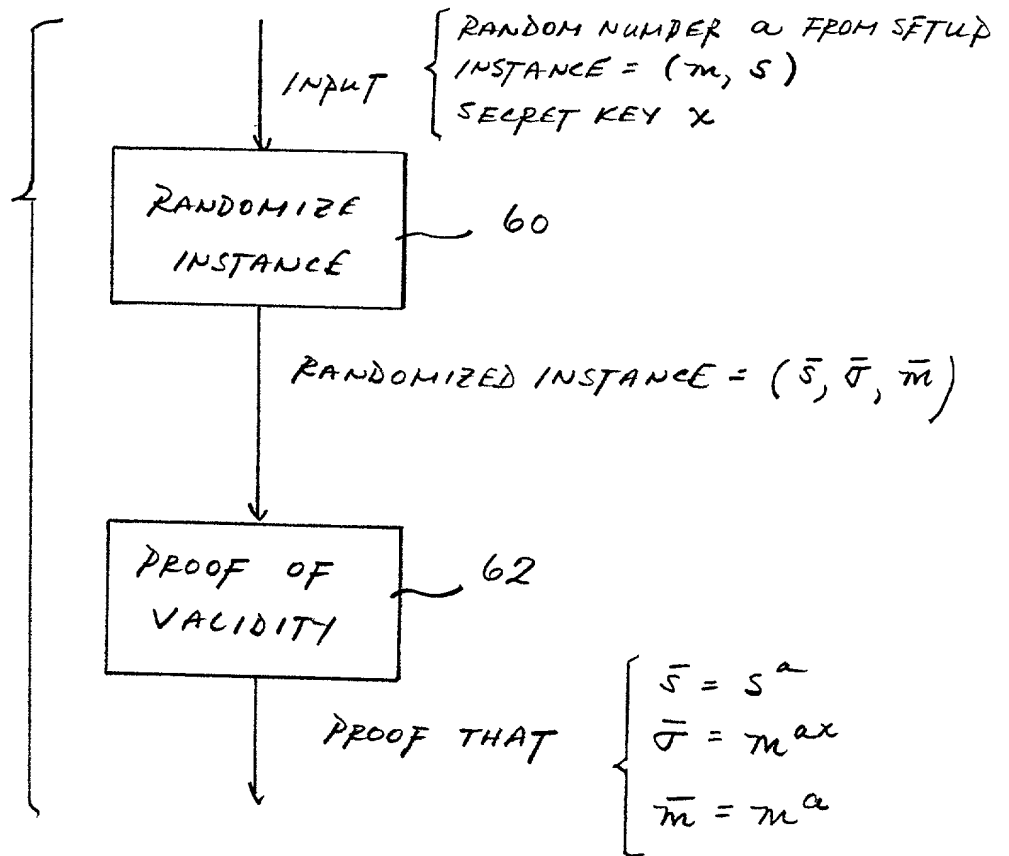 INPUT
RANDOM NUMBER a FROM SETUP
INSTANCE = (m, s)
SECRET KEY x
RANDOMIZE
INSTANCE
60
RANDOMIZED INSTANCE = (s̄, σ̄, m̄)
PROOF OF
VALIDITY
62
PROOF THAT
s̄ = s^a
σ̄ = m^{ax}
m̄ = m^a